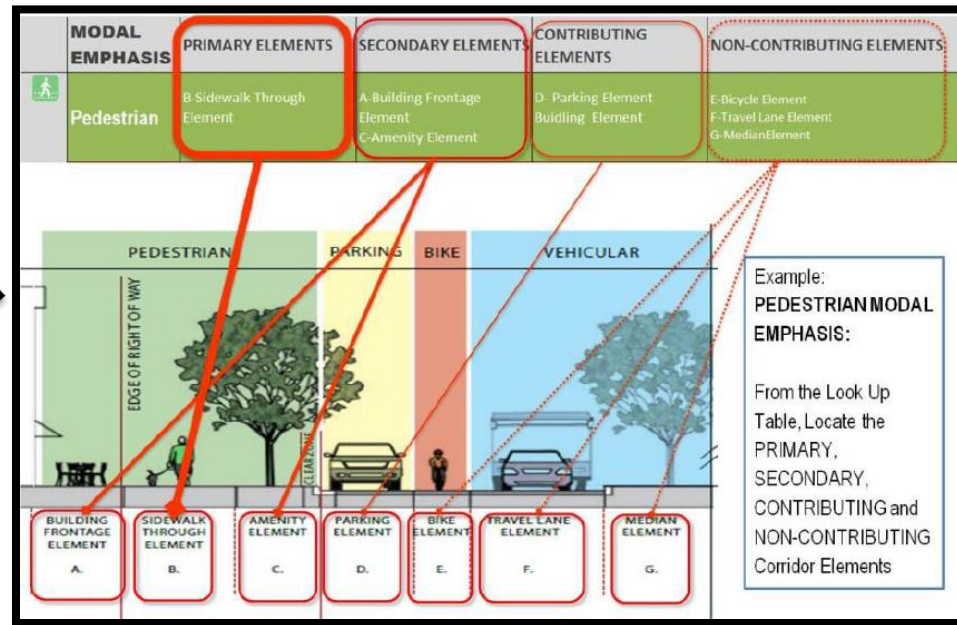 MODAL
EMPHASIS
PRIMARY ELEMENTS
SECONDARY ELEMENTS
CONTRIBUTING
ELEMENTS
NON-CONTRIBUTING ELEMENTS
Pedestrian
B-Sidewalk Through
Element
A-Building Frontage
Element
C-Amenity Element
D- Parking Element
Buidling Element
E-Bicycle Element
F-Travel Lane Element
G-MedianElement
PEDESTRIAN
PARKING
BIKE
VEHICULAR
EDGE OF RIGHT OF WAY
CLEAR ZONE
BUILDING
FRONTAGE
ELEMENT
A.
SIDEWALK
THROUGH
ELEMENT
B.
AMENITY
ELEMENT
C.
PARKING
ELEMENT
D.
BIKE
ELEMENT
E.
TRAVEL LANE
ELEMENT
F.
MEDIAN
ELEMENT
G.
Example:
PEDESTRIAN MODAL
EMPHASIS:
From the Look Up
Table, Locate the
PRIMARY,
SECONDARY,
CONTRIBUTING and
NON-CONTRIBUTING
Corridor Elements